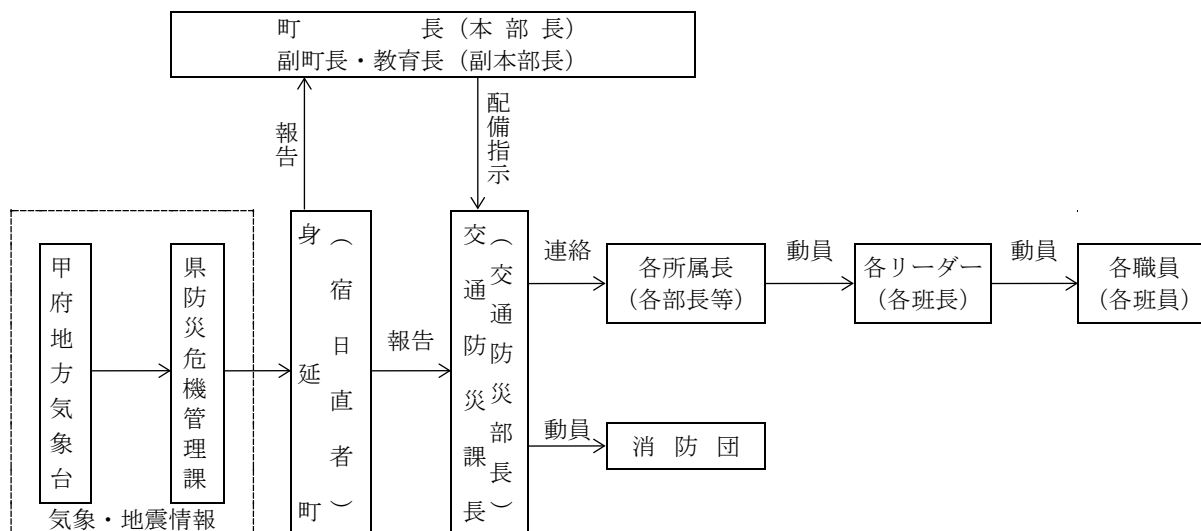 町　　　　　　長（本 部 長）
副町長・教育長（副本部長）
報告
配備指示
甲府地方気象台
県防災危機管理課
気象・地震情報
身延町
（宿日直者）
報告
交通防災課長
（交通防災部長）
連絡
各所属長
（各部長等）
動員
各リーダー
（各班長）
動員
各職員
（各班員）
動員
消　防　団